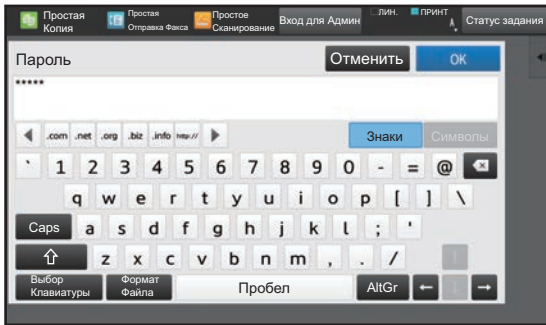 Простая Копия
Простая Отправка Факса
Простое Сканирование
Вход для Админ
ЛИН.
ПРИНТ
Статус задания
Пароль
Отменить
OK
*****
.com .net .org .biz .info http://
Знаки
Символы
` 1 2 3 4 5 6 7 8 9 0 - = @
q w e r t y u i o p [ ] \
Caps a s d f g h j k l ; '
z x c v b n m , . /
Выбор Клавиатуры
Формат Файла
Пробел
AltGr